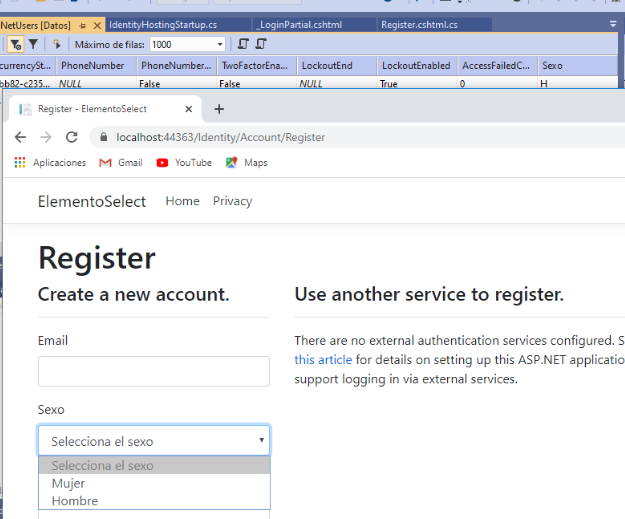 NetUsers [Datos] IdentityHostingStartup.cs _LoginPartial.cshtml Register.cshtml.cs
Máximo de filas: 1000
currencySt... PhoneNumber PhoneNumber... TwoFactorEna... LockoutEnd LockoutEnabled AccessFailedC... Sexo
bb82-c235... NULL False False NULL True 0 H
Register - ElementoSelect
localhost:44363/Identity/Account/Register
Aplicaciones Gmail YouTube Maps
ElementoSelect Home Privacy
Register
Create a new account. Use another service to register.
Email
There are no external authentication services configured. S
this article for details on setting up this ASP.NET applicatio
support logging in via external services.
Sexo
Selecciona el sexo
Selecciona el sexo
Mujer
Hombre